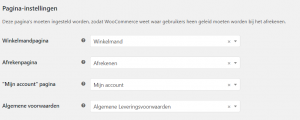 Pagina-instellingen
Deze pagina's moeten ingesteld worden, zodat WooCommerce weet waar gebruikers heen geleid moeten worden bij het afrekenen.
Winkelmandpagina ? Winkelmand ×
Afrekenpagina ? Afrekenen ×
"Mijn account" pagina ? Mijn account ×
Algemene voorwaarden ? Algemene Leveringsvoorwaarden ×